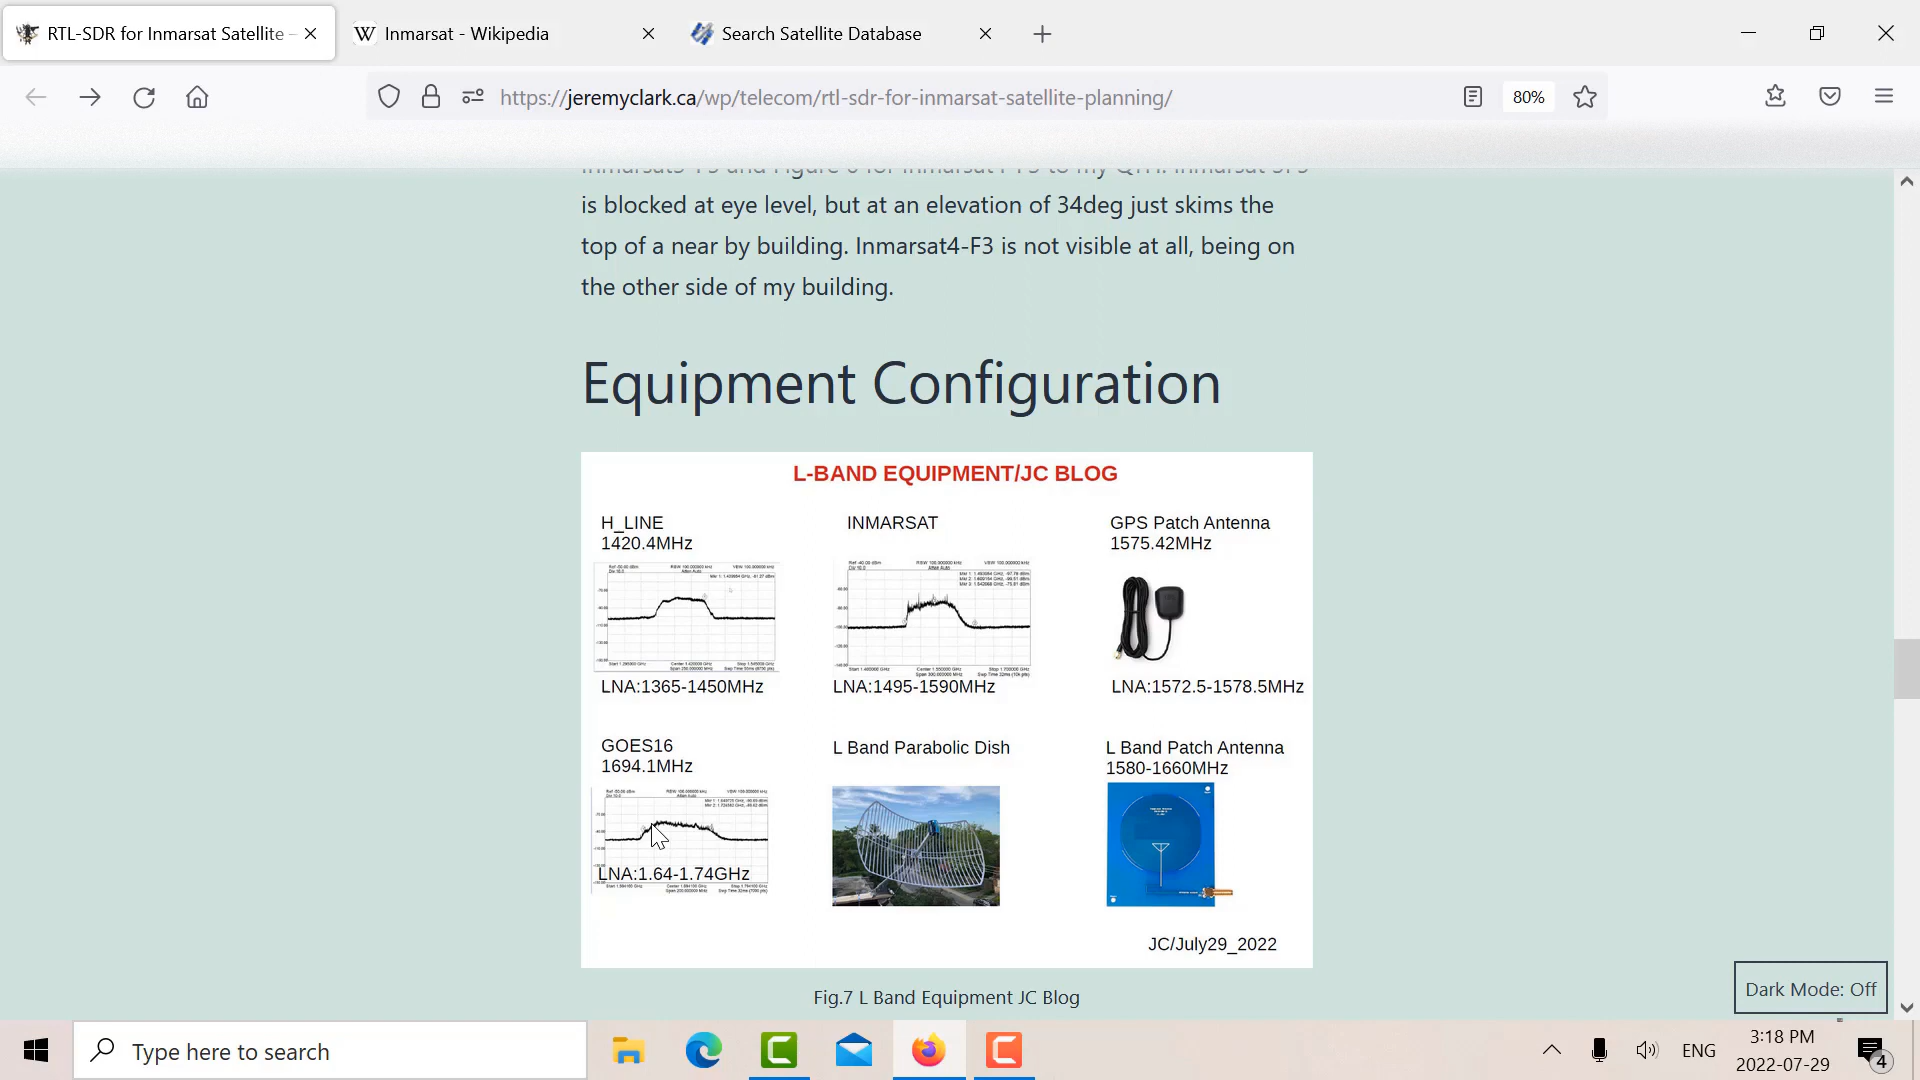 RTL-SDR for Inmarsat Satellite –
Inmarsat - Wikipedia
Search Satellite Database
https://jeremyclark.ca/wp/telecom/rtl-sdr-for-inmarsat-satellite-planning/
80%
is blocked at eye level, but at an elevation of 34deg just skims the
top of a near by building. Inmarsat4-F3 is not visible at all, being on
the other side of my building.
Equipment Configuration
L-BAND EQUIPMENT/JC BLOG
H_LINE
1420.4MHz
LNA:1365-1450MHz
INMARSAT
LNA:1495-1590MHz
GPS Patch Antenna
1575.42MHz
LNA:1572.5-1578.5MHz
GOES16
1694.1MHz
LNA:1.64-1.74GHz
L Band Parabolic Dish
L Band Patch Antenna
1580-1660MHz
JC/July29_2022
Fig.7 L Band Equipment JC Blog
Dark Mode: Off
Type here to search
ENG
3:18 PM
2022-07-29
4